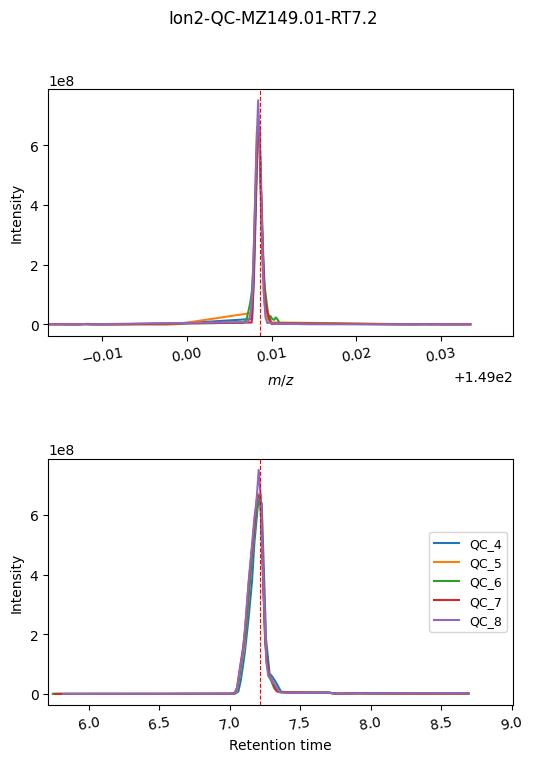 Ion2-QC-MZ149.01-RT7.2
1e8
Intensity
6
4
2
0
−0.01 0.00 0.01 0.02 0.03
m/z
+1.49e2
1e8
Intensity
6
4
2
0
QC_4
QC_5
QC_6
QC_7
QC_8
6.0 6.5 7.0 7.5 8.0 8.5 9.0
Retention time